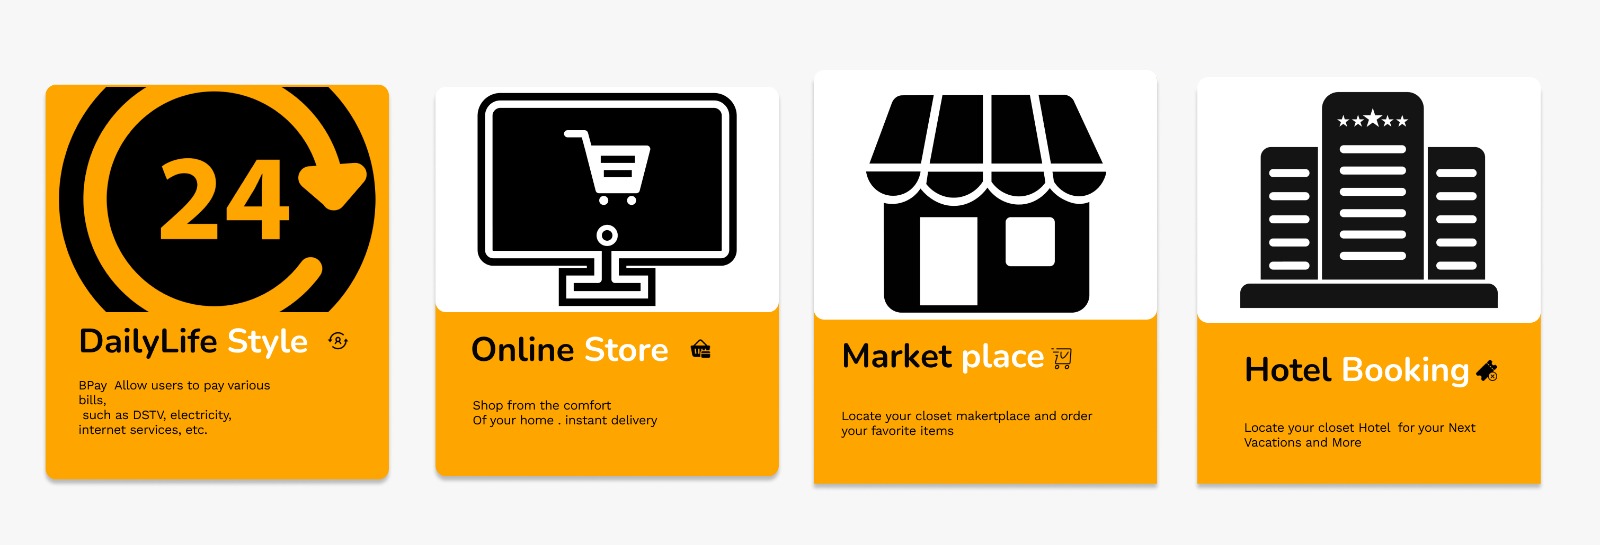 24
DailyLife Style
BPay  Allow users to pay various
bills,
such as DSTV, electricity,
internet services, etc.
Online Store
Shop from the comfort
Of your home . instant delivery
Market place
Locate your closet makertplace and order
your favorite items
Hotel Booking
Locate your closet Hotel  for your Next
Vacations and More